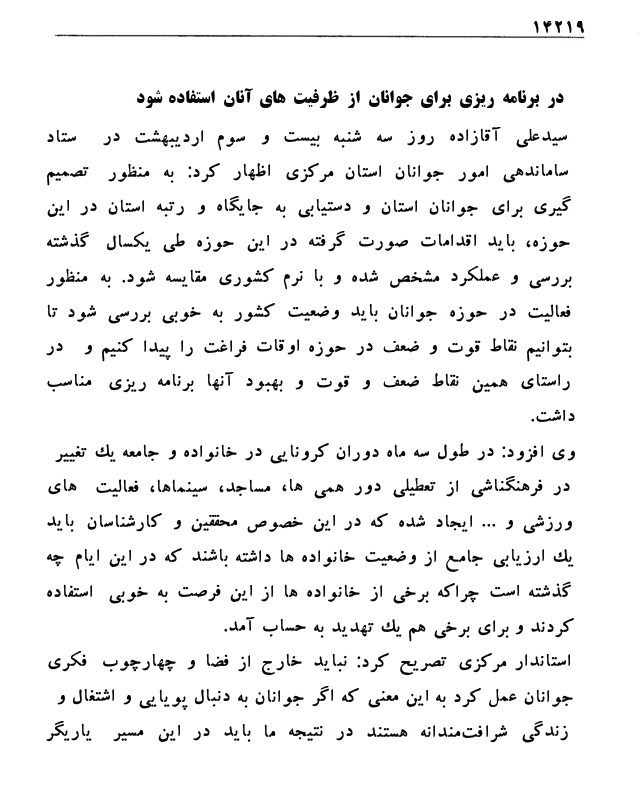 ۱۴۲۱۹
در برنامه ریزی برای جوانان از ظرفیت های آنان استفاده شود
سیدعلی آقازاده روز سه شنبه بیست و سوم اردیبهشت در ستاد
ساماندهی امور جوانان استان مرکزی اظهار کرد: به منظور تصمیم
گیری برای جوانان استان و دستیابی به جایگاه و رتبه استان در این
حوزه، باید اقدامات صورت گرفته در این حوزه طی یکسال گذشته
بررسی و عملکرد مشخص شده و با نرم کشوری مقایسه شود. به منظور
فعالیت در حوزه جوانان باید وضعیت کشور به خوبی بررسی شود تا
بتوانیم نقاط قوت و ضعف در حوزه اوقات فراغت را پیدا کنیم و در
راستای همین نقاط ضعف و قوت و بهبود آنها برنامه ریزی مناسب
داشت.
وی افزود: در طول سه ماه دوران کرونایی در خانواده و جامعه یك تغییر
در فرهنگناشی از تعطیلی دور همی ها، مساجد، سینماها، فعالیت های
ورزشی و ... ایجاد شده که در این خصوص محققین و کارشناسان باید
یك ارزیابی جامع از وضعیت خانواده ها داشته باشند که در این ایام چه
گذشته است چراکه برخی از خانواده ها از این فرصت به خوبی استفاده
کردند و برای برخی هم یك تهدید به حساب آمد.
استاندار مرکزی تصریح کرد: نباید خارج از فضا و چهارچوب فکری
جوانان عمل کرد به این معنی که اگر جوانان به دنبال پویایی و اشتغال و
زندگی شرافت‌مندانه هستند در نتیجه ما باید در این مسیر یاریگر